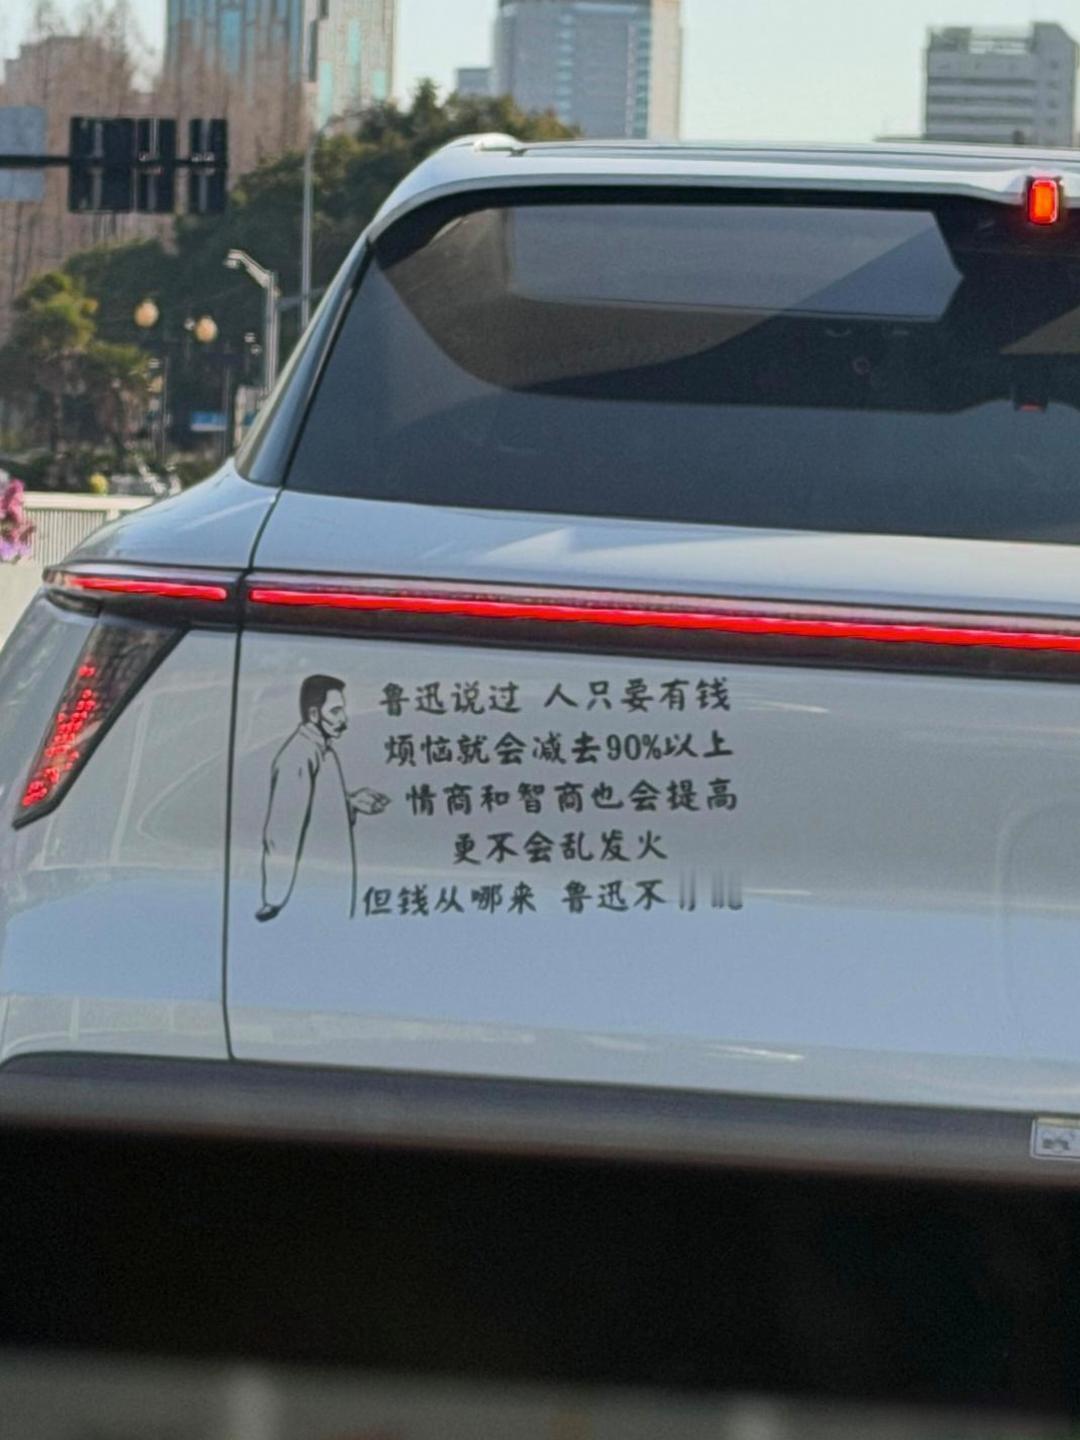 鲁迅说过 人只要有钱
烦恼就会减去90%以上
情商和智商也会提高
更不会乱发火
但钱从哪来 鲁迅不